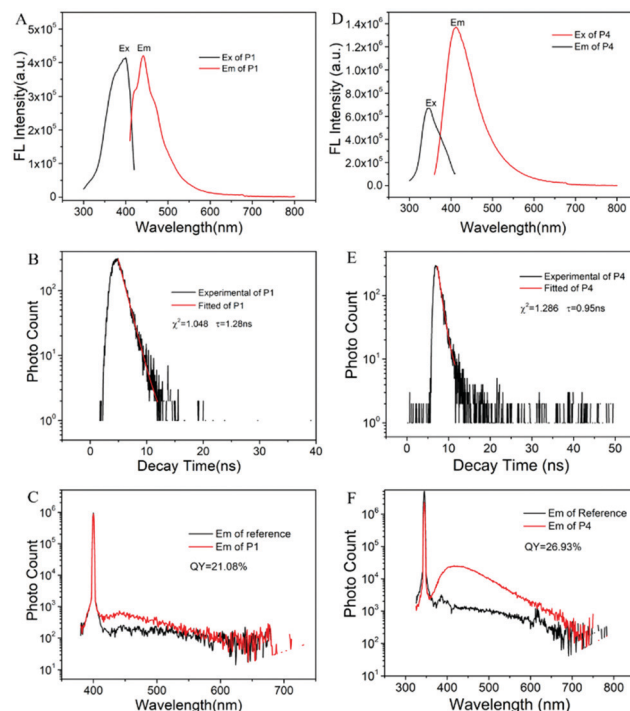 A
Ex Em
Ex of P1
Em of P1
5x10⁵
4x10⁵
3x10⁵
2x10⁵
1x10⁵
0
FL Intensity(a.u.)
300 400 500 600 700 800
Wavelength(nm)
D
Em
Ex
Ex of P4
Em of P4
1.4x10⁶
1.2x10⁶
1.0x10⁶
8.0x10⁵
6.0x10⁵
4.0x10⁵
2.0x10⁵
0.0
FL Intensity (a.u.)
300 400 500 600 700 800
Wavelength(nm)
B
Experimental of P1
Fitted of P1
χ²=1.048 τ=1.28ns
10²
10¹
10⁰
Photo Count
0 10 20 30 40
Decay Time(ns)
E
Experimental of P4
Fitted of P4
χ²=1.286 τ=0.95ns
10²
10¹
10⁰
Photo Count
0 10 20 30 40 50
Decay Time (ns)
C
Em of reference
Em of P1
QY=21.08%
10⁶
10⁵
10⁴
10³
10²
10¹
Photo Count
400 500 600 700
Wavelength(nm)
F
Em of Reference
Em of P4
QY=26.93%
10⁶
10⁵
10⁴
10³
10²
10¹
Photo Count
300 400 500 600 700 800
Wavelength (nm)